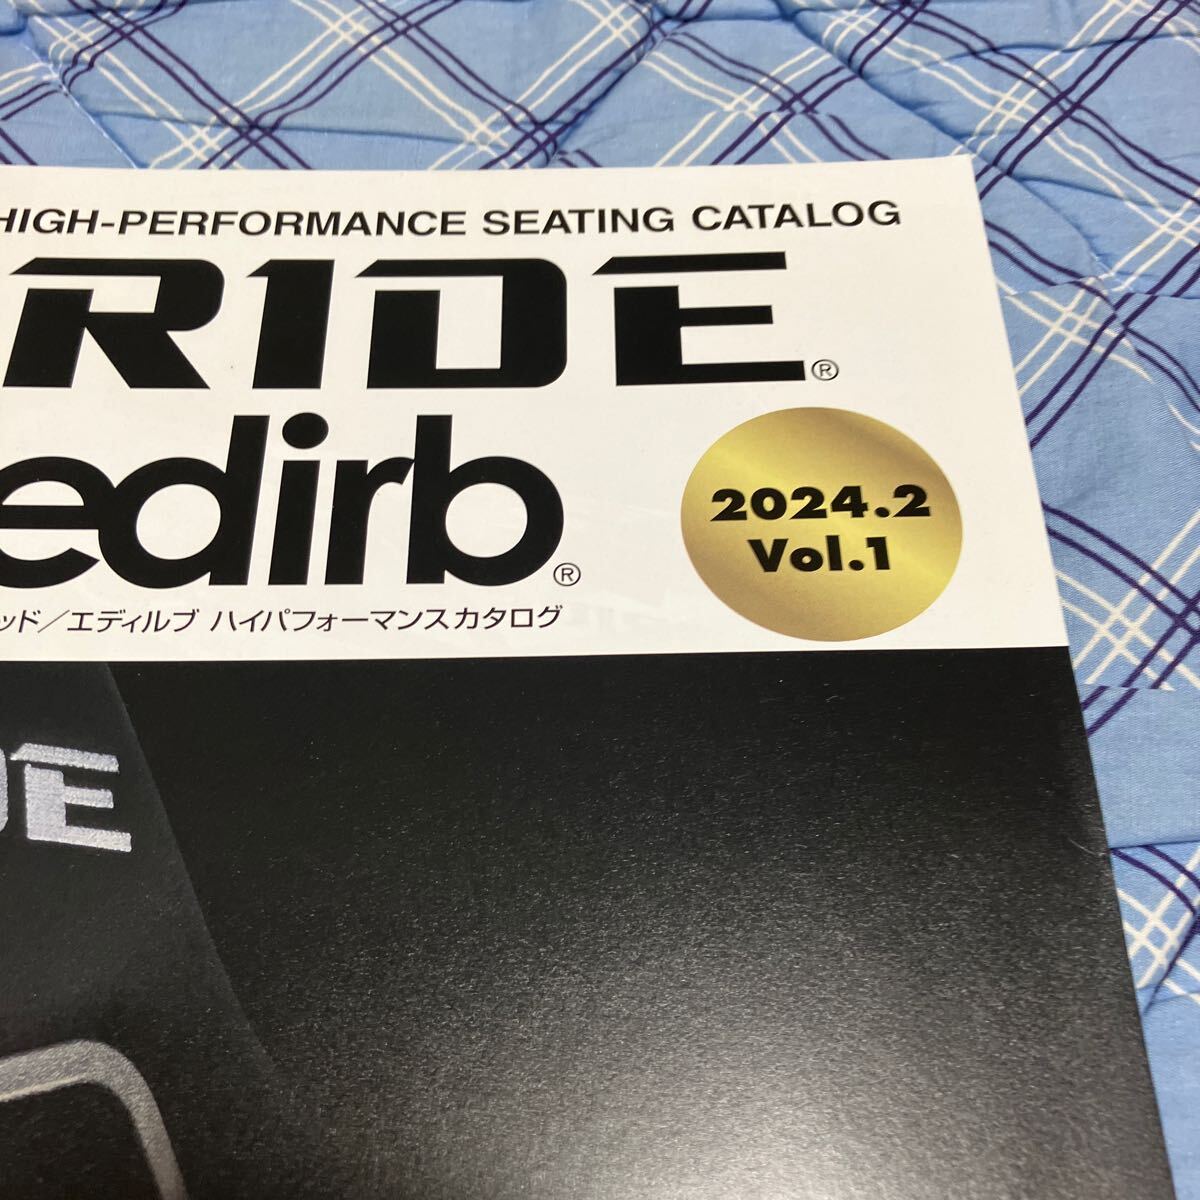 HIGH-PERFORMANCE SEATING CATALOG
RIDE®
edirb®
2024.2
Vol.1
ッド／エディルブ ハイパフォーマンスカタログ
DE